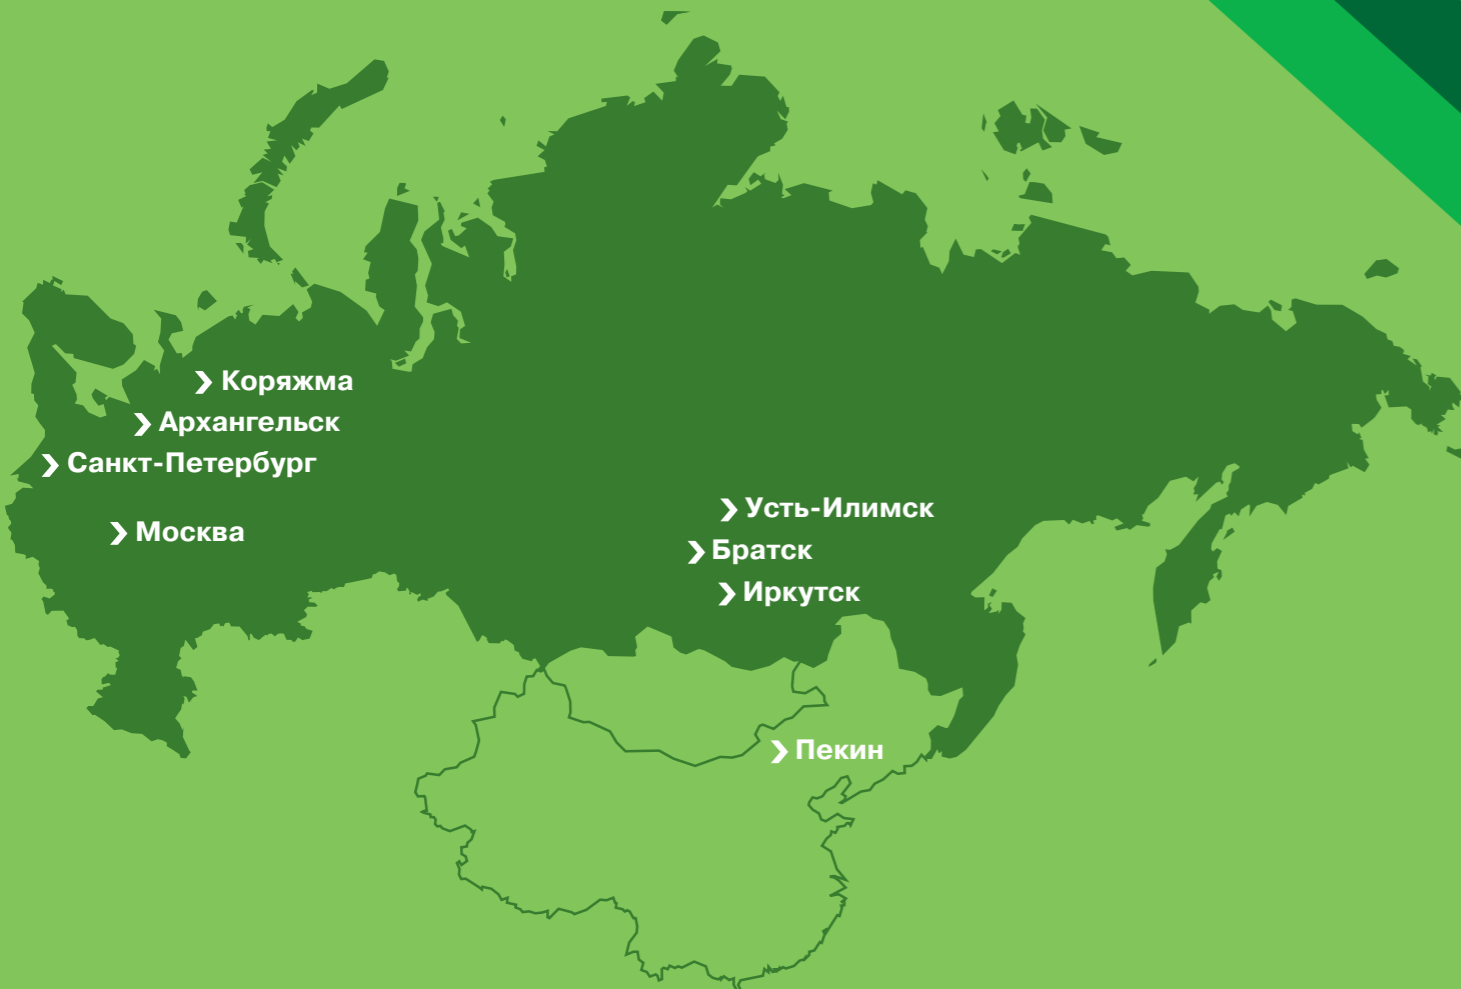 Коряжма
Архангельск
Санкт-Петербург
Усть-Илимск
Москва
Братск
Иркутск
Пекин